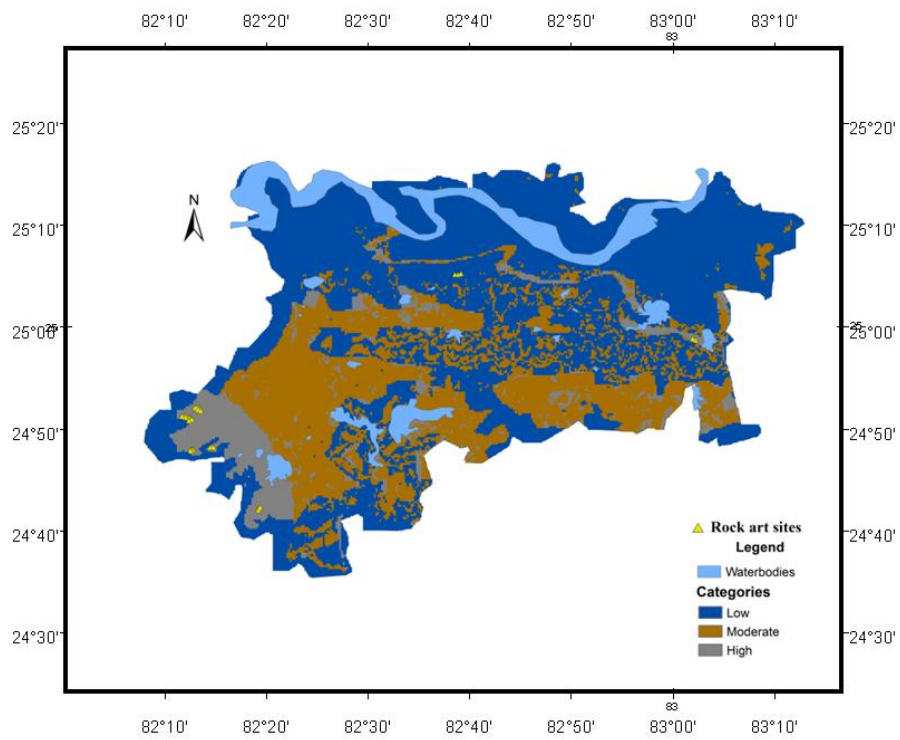 82°10' 82°20' 82°30' 82°40' 82°50' 83°00' 83°10'
83
25°20' 25°20'
N
25°10' 25°10'
25°00' 25 25 25°00'
24°50' 24°50'
24°40' 24°40'
Rock art sites
Legend
Waterbodies
Categories
Low
24°30' Moderate 24°30'
High
83
82°10' 82°20' 82°30' 82°40' 82°50' 83°00' 83°10'